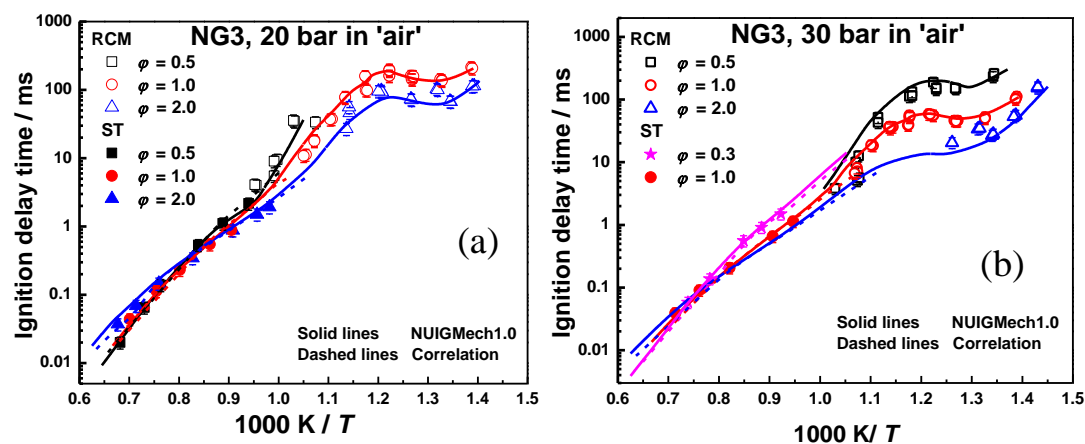 NG3, 20 bar in 'air'
RCM
φ = 0.5
φ = 1.0
φ = 2.0
ST
φ = 0.5
φ = 1.0
φ = 2.0
(a)
Solid lines NUIGMech1.0
Dashed lines Correlation
Ignition delay time / ms
1000
100
10
1
0.1
0.01
0.6 0.7 0.8 0.9 1.0 1.1 1.2 1.3 1.4 1.5
1000 K / T
NG3, 30 bar in 'air'
RCM
φ = 0.5
φ = 1.0
φ = 2.0
ST
φ = 0.3
φ = 1.0
(b)
Solid lines NUIGMech1.0
Dashed lines Correlation
Ignition delay time / ms
1000
100
10
1
0.1
0.01
0.6 0.7 0.8 0.9 1.0 1.1 1.2 1.3 1.4 1.5
1000 K / T